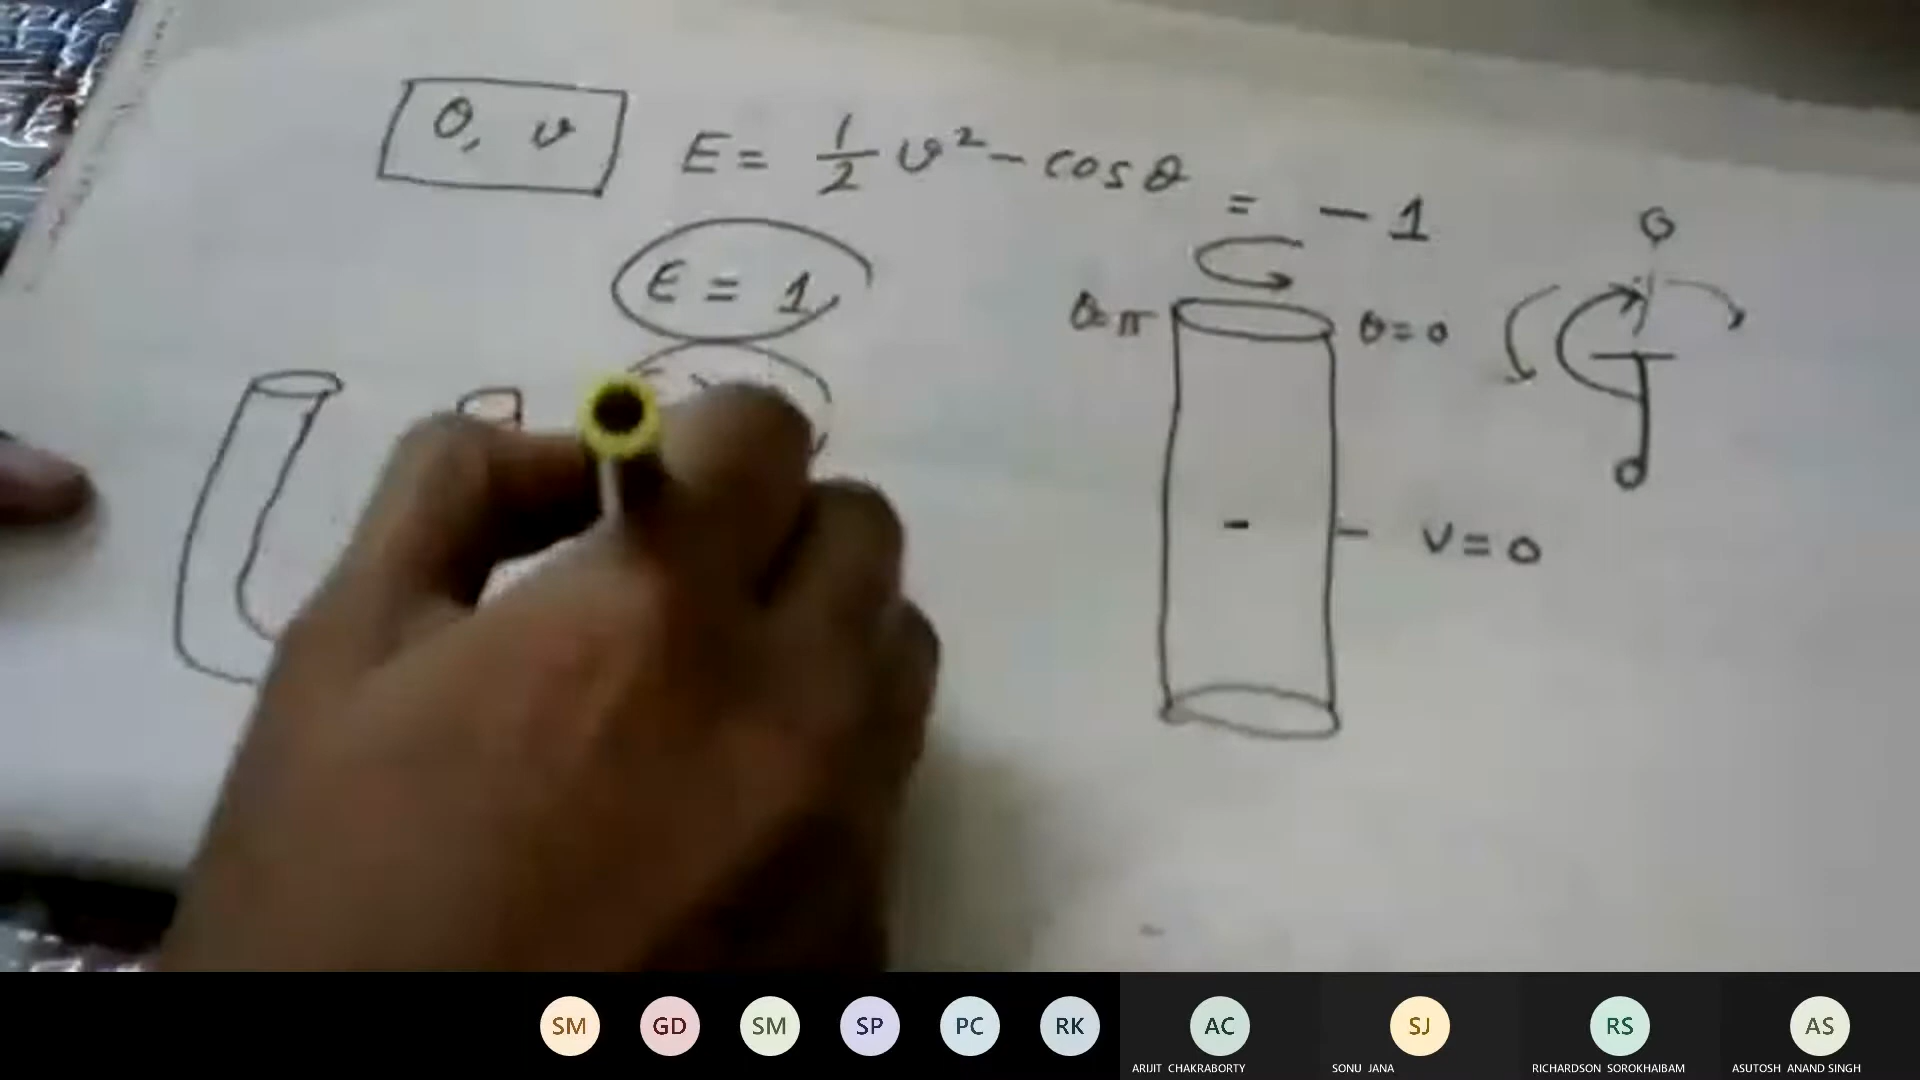 θ, v E = 1/2 v² - cosθ = - 1
E = 1
θ=π θ=0
v=0
SM GD SM SP PC RK AC SJ RS AS
ARIJIT CHAKRABORTY SONU JANA RICHARDSON SOROKHAIBAM ASUTOSH ANAND SINGH